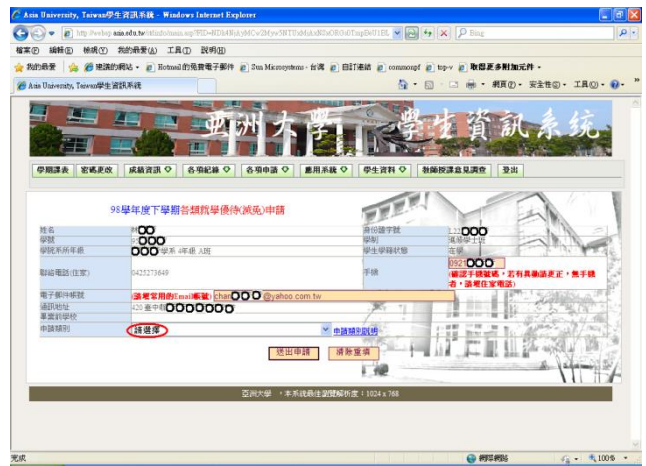 Asia University, Taiwan學生資訊系統 - Windows Internet Explorer
Bing
檔案(F) 編輯(E) 檢視(V) 我的最愛(A) 工具(T) 說明(H)
我的最愛 建議的網站 Hotmail 的免費電子郵件 Sun Microsystems - 台灣 自訂連結 top-v 取得更多附加元件
Asia University, Taiwan學生資訊系統 網頁(P) 安全性(S) 工具(O)
亞洲大學 學生資訊系統
學期課表 密碼更改 成績資訊 各項紀錄 各項申請 應用系統 學生資料 教師授課意見調查 登出
98學年度下學期各類就學優待(減免)申請
姓名 林 身份證字號 L22
學號 95 學制
學院系所年級 學系 4年級 A班 學生學籍狀態 在學
聯絡電話(住家) 0425273649 手機 0921
(確認手機號碼，若有異動請更正，無手機者，請填住家電話)
電子郵件帳號 (請填常用的Email帳號) chan @yahoo.com.tw
通訊地址 420 臺中縣
畢業前學校
申請類別 (請選擇) 申請類別說明
送出申請 清除重填
亞洲大學 ，本系統最佳瀏覽解析度：1024 x 768
完成 網際網路 100%